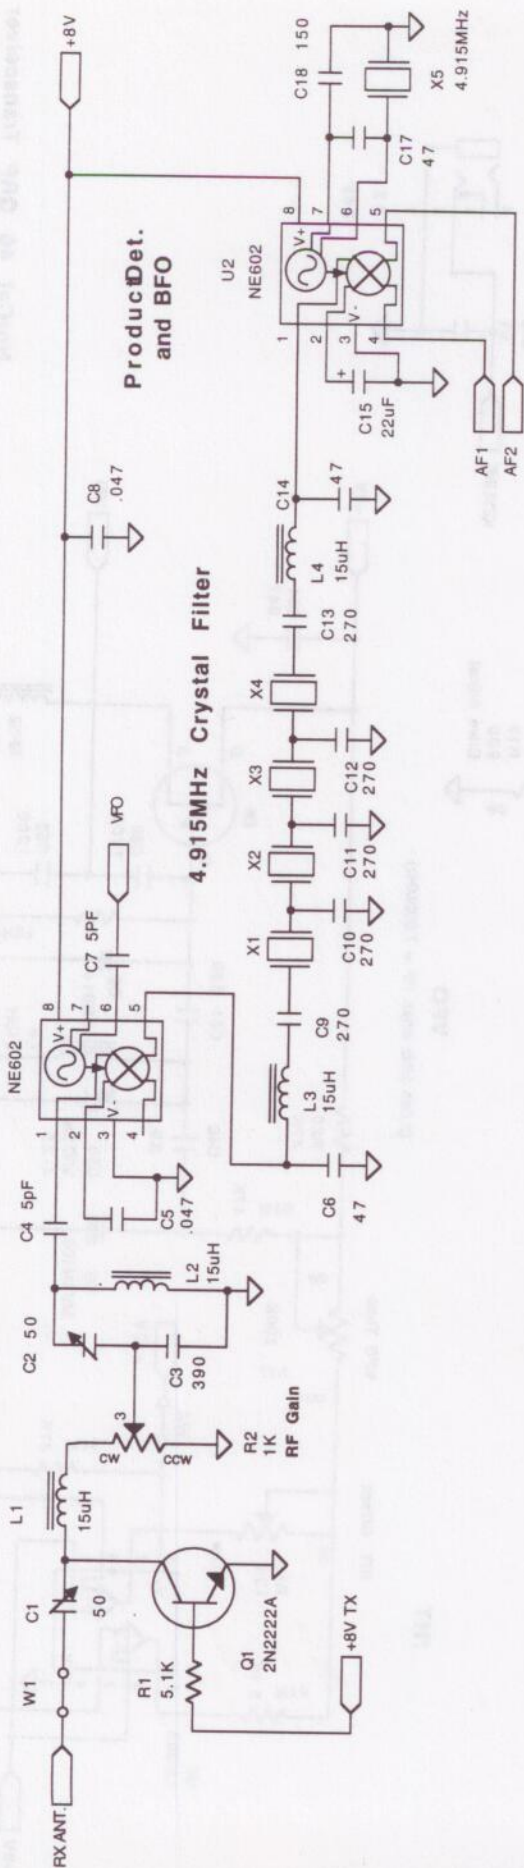 +8V
RX ANT.
W1
C1
50
L1
15uH
R1
5.1K
Q1
2N2222A
+8V TX
CW
3
CCW
R2
1K
RF Gain
C2 50
C3
390
L2
15uH
C4 5pF
C5
.047
NE602
1
2
3
4
8
7
6
5
V+
V-
C7 5PF
VFO
C8
.047
C6
47
L3
15uH
C9
270
X1
C10
270
X2
C11
270
X3
C12
270
X4
C13
270
L4
15uH
C14
47
4.915MHz Crystal Filter
Product Det.
and BFO
U2
NE602
1
2
3
4
8
7
6
5
V+
V-
+
C15
22uF
AF1
AF2
C18 150
C17
47
X5
4.915MHz